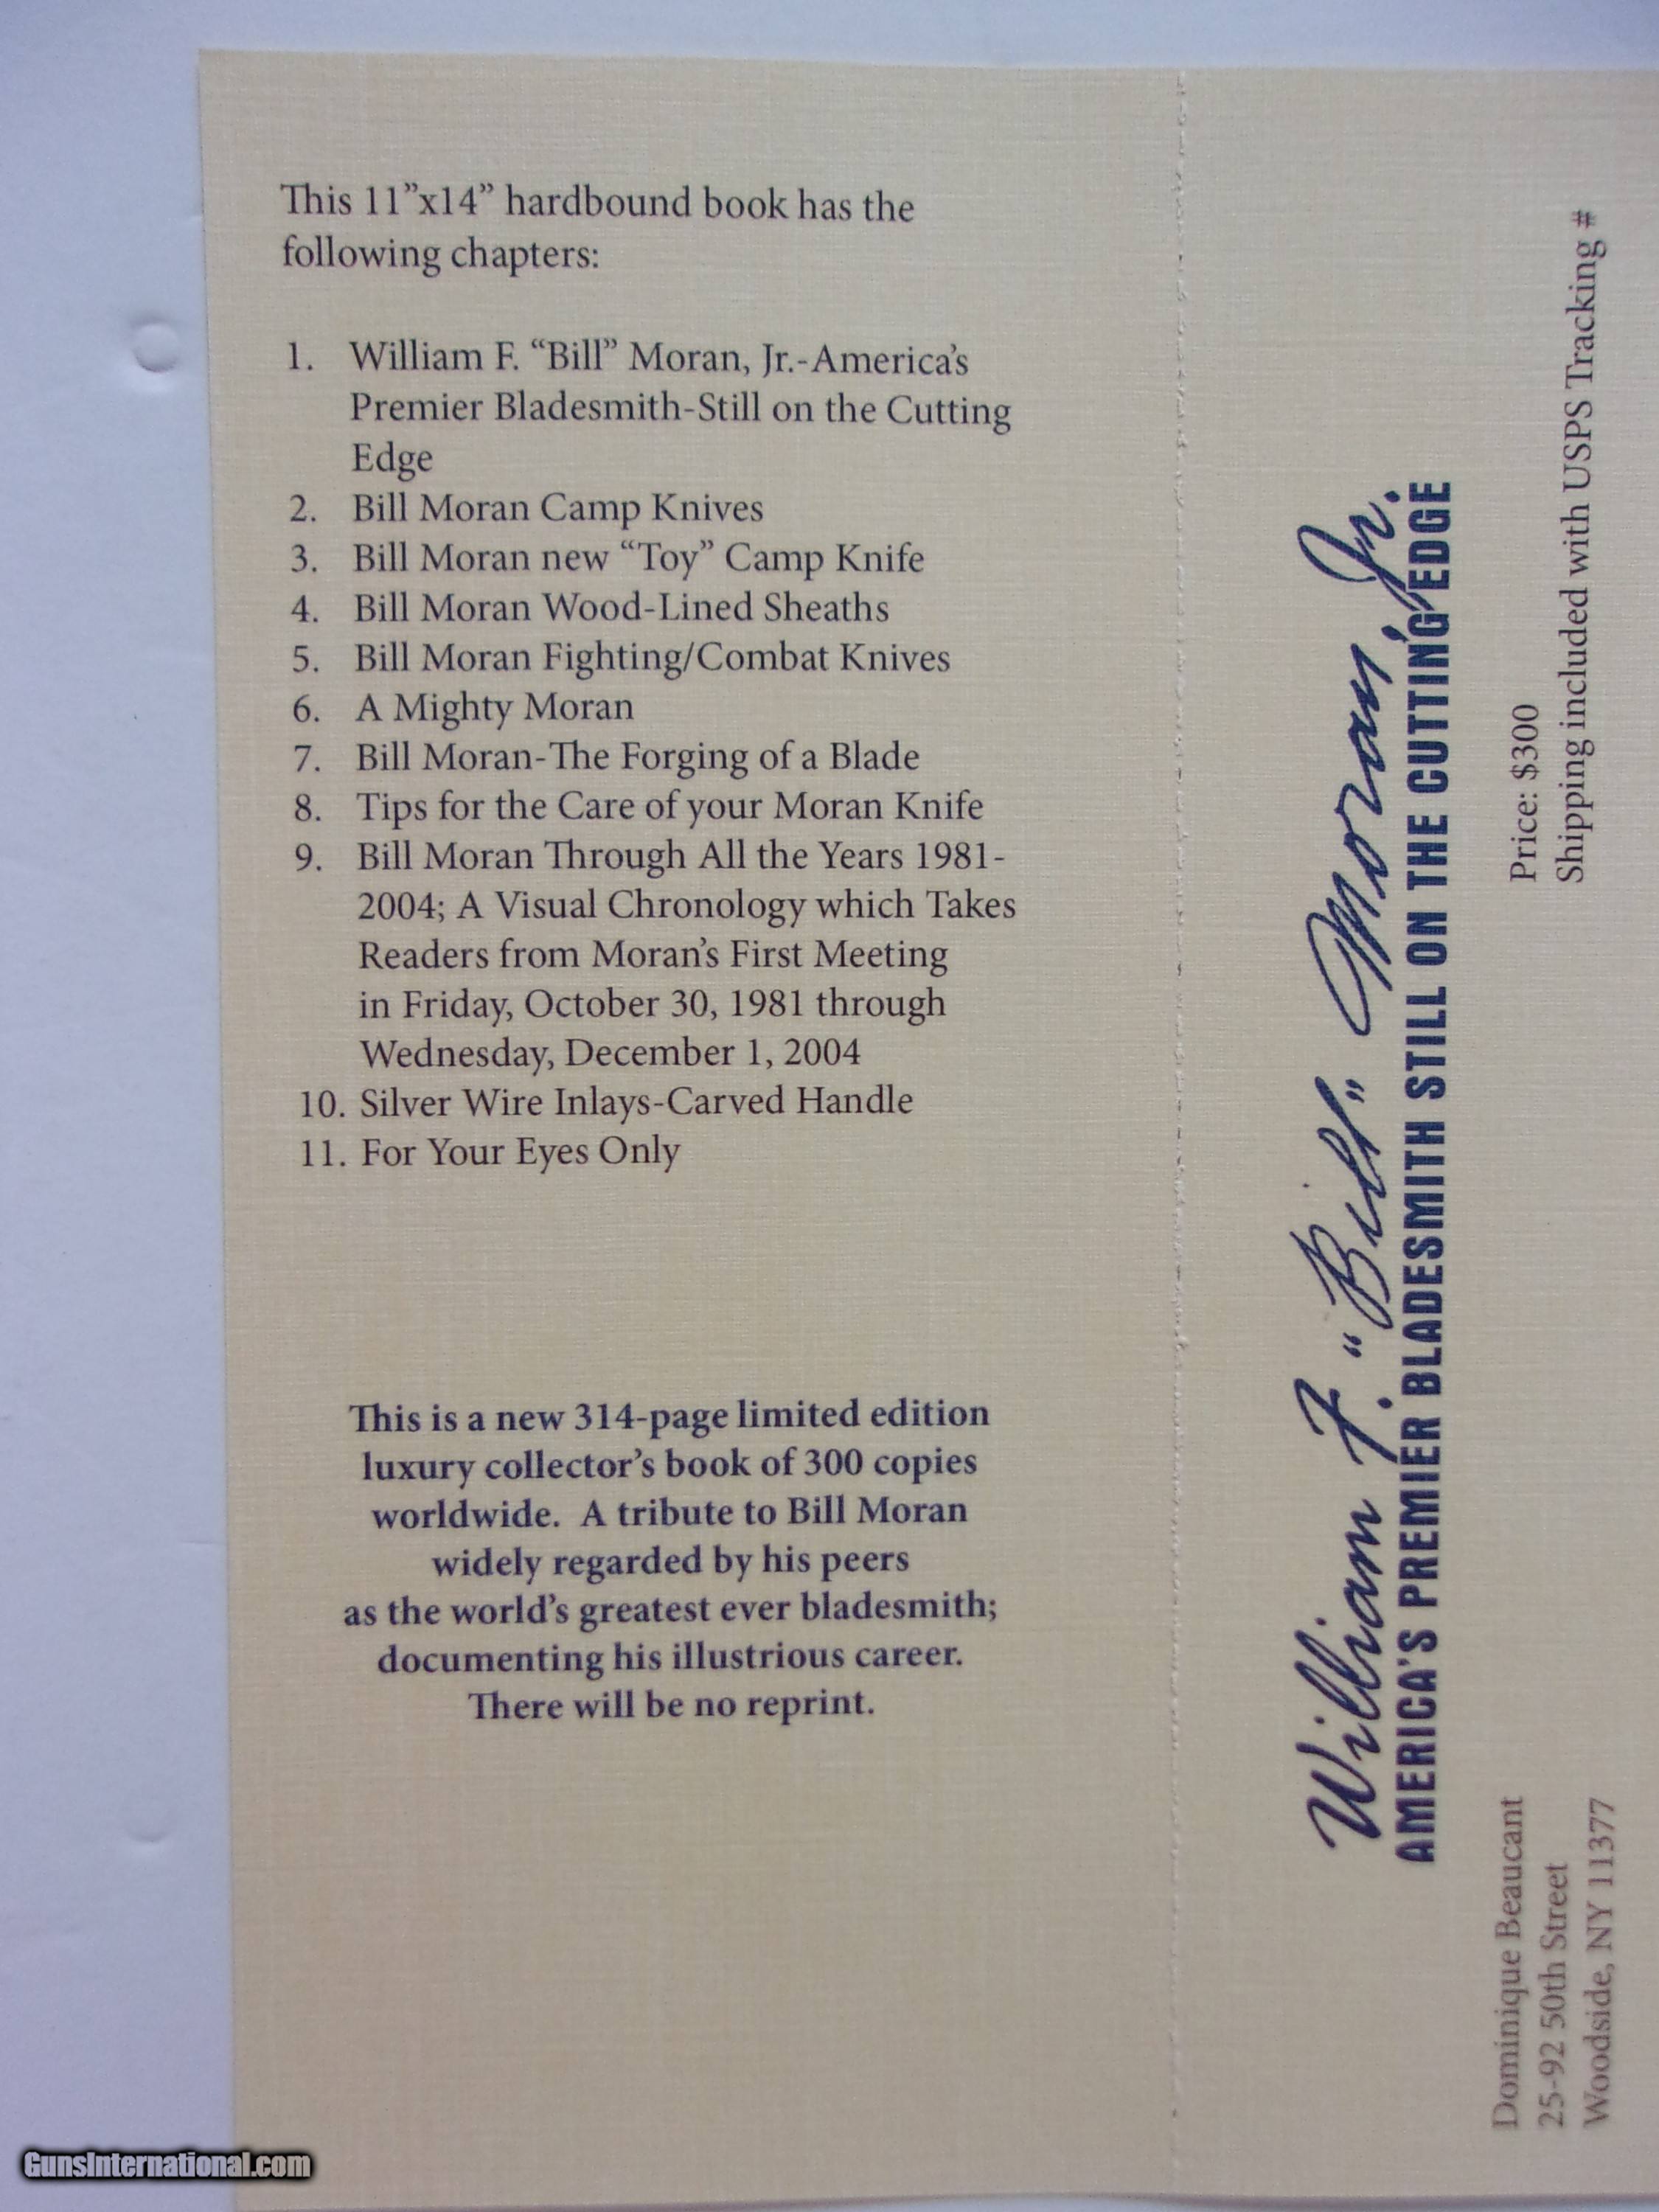 This 11”x14” hardbound book has the
following chapters:
1. William F. “Bill” Moran, Jr.-America’s
Premier Bladesmith-Still on the Cutting
Edge
2. Bill Moran Camp Knives
3. Bill Moran new “Toy” Camp Knife
4. Bill Moran Wood-Lined Sheaths
5. Bill Moran Fighting/Combat Knives
6. A Mighty Moran
7. Bill Moran-The Forging of a Blade
8. Tips for the Care of your Moran Knife
9. Bill Moran Through All the Years 1981-
2004; A Visual Chronology which Takes
Readers from Moran’s First Meeting
in Friday, October 30, 1981 through
Wednesday, December 1, 2004
10. Silver Wire Inlays-Carved Handle
11. For Your Eyes Only
This is a new 314-page limited edition
luxury collector’s book of 300 copies
worldwide. A tribute to Bill Moran
widely regarded by his peers
as the world’s greatest ever bladesmith;
documenting his illustrious career.
There will be no reprint.
William F. “Bill” Moran, Jr.
AMERICA’S PREMIER BLADESMITH STILL ON THE CUTTING EDGE
Price: $300
Shipping included with USPS Tracking #
Dominique Beaucant
25-92 50th Street
Woodside, NY 11377
GunsInternational.com